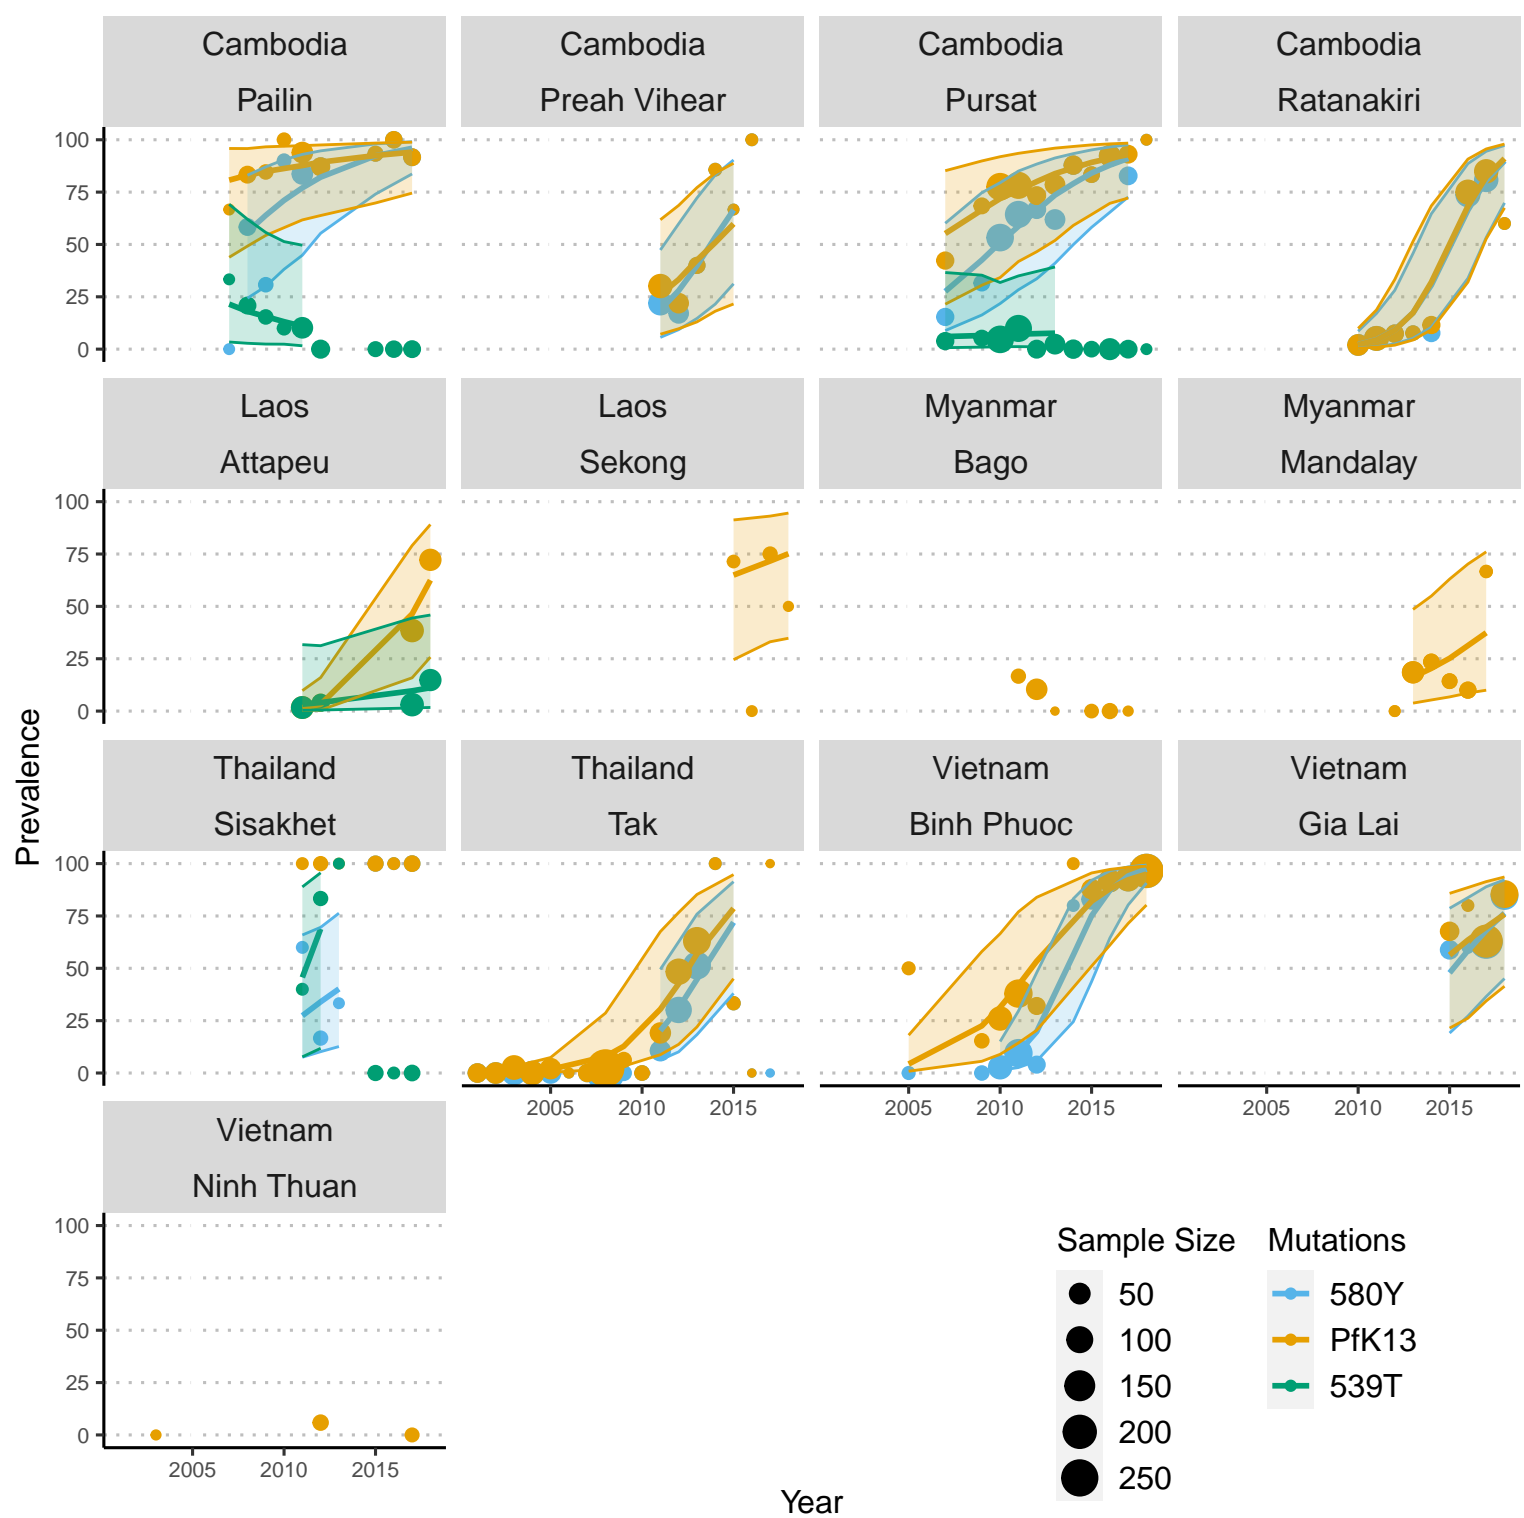 Cambodia
Pailin
Cambodia
Preah Vihear
Cambodia
Pursat
Cambodia
Ratanakiri
100
75
50
25
0
Laos
Attapeu
Laos
Sekong
Myanmar
Bago
Myanmar
Mandalay
100
75
50
25
0
Prevalence
Thailand
Sisakhet
Thailand
Tak
Vietnam
Binh Phuoc
Vietnam
Gia Lai
100
75
50
25
0
2005 2010 2015
2005 2010 2015
2005 2010 2015
Vietnam
Ninh Thuan
100
75
50
25
0
2005 2010 2015
Year
Sample Size
50
100
150
200
250
Mutations
580Y
PfK13
539T